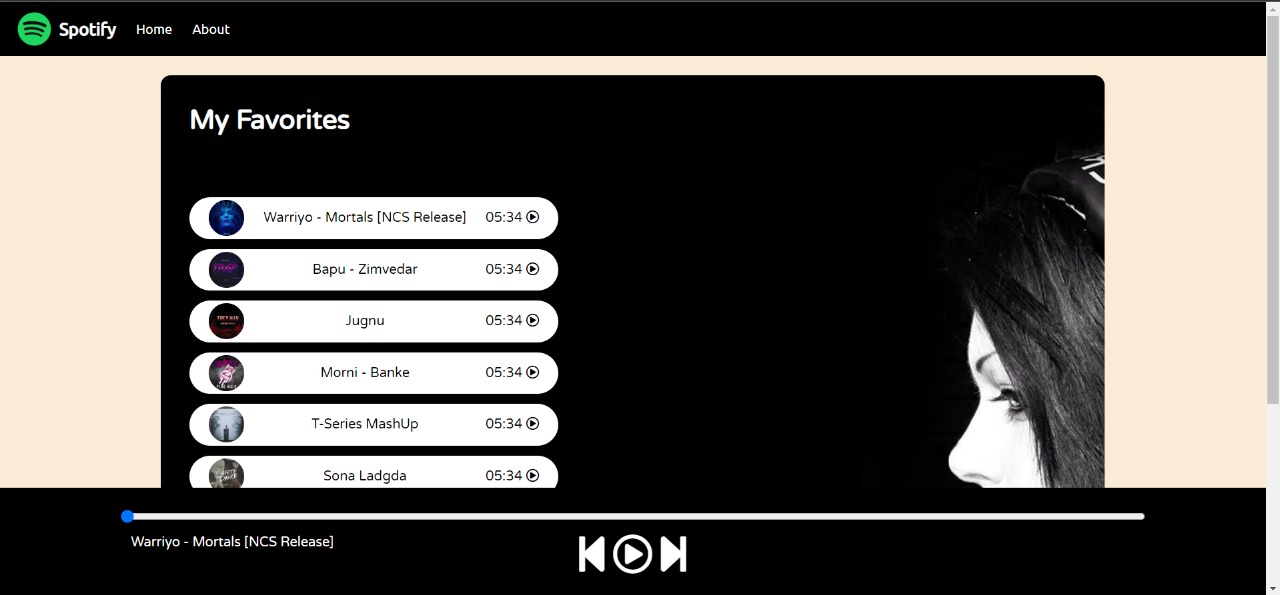 Spotify Home About
My Favorites
Warriyo - Mortals [NCS Release] 05:34
Bapu - Zimvedar 05:34
Jugnu 05:34
Morni - Banke 05:34
T-Series MashUp 05:34
Sona Ladgda 05:34
Warriyo - Mortals [NCS Release]